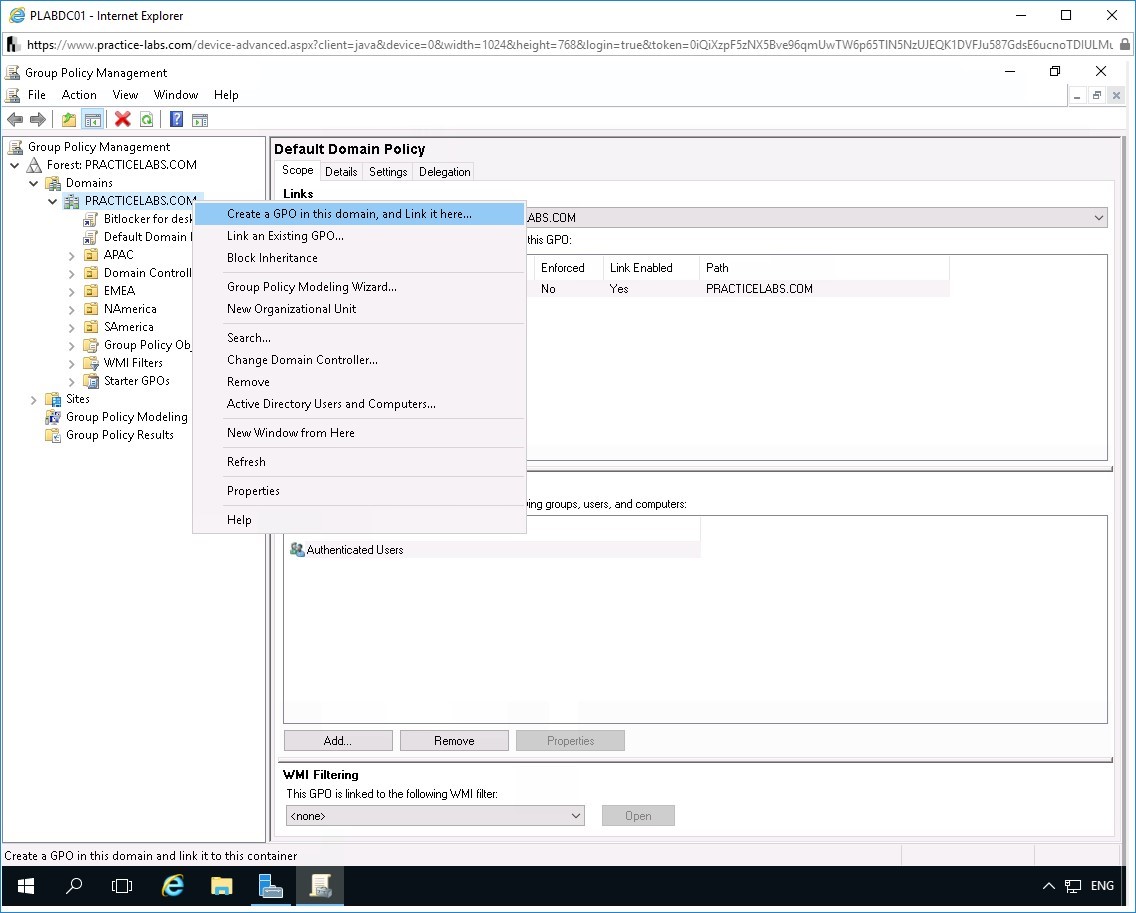 PLABDC01 - Internet Explorer
https://www.practice-labs.com/device-advanced.aspx?client=java&device=0&width=1024&height=768&login=true&token=
Group Policy Management
File Action View Window Help
Group Policy Management
Forest: PRACTICELABS.COM
Domains
PRACTICELABS.COM
Bitlocker for desk
Default Domain
APAC
Domain Controll
EMEA
NAmerica
SAmerica
Group Policy Obj
WMI Filters
Starter GPOs
Sites
Group Policy Modeling
Group Policy Results
Create a GPO in this domain, and Link it here...
Link an Existing GPO...
Block Inheritance
Group Policy Modeling Wizard...
New Organizational Unit
Search...
Change Domain Controller...
Remove
Active Directory Users and Computers...
New Window from Here
Refresh
Properties
Help
Default Domain Policy
Scope Details Settings Delegation
Links
ABS.COM
this GPO:
Enforced Link Enabled Path
No Yes PRACTICELABS.COM
ing groups, users, and computers:
Authenticated Users
Add... Remove Properties
WMI Filtering
This GPO is linked to the following WMI filter:
<none> Open
Create a GPO in this domain and link it to this container
ENG